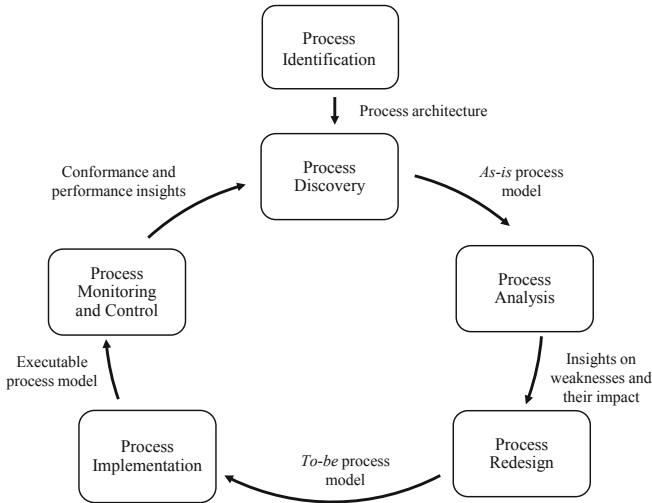 Process
Identification
Process architecture
Process
Discovery
As-is process
model
Process
Analysis
Insights on
weaknesses and
their impact
Process
Redesign
To-be process
model
Process
Implementation
Executable
process model
Process
Monitoring
and Control
Conformance and
performance insights